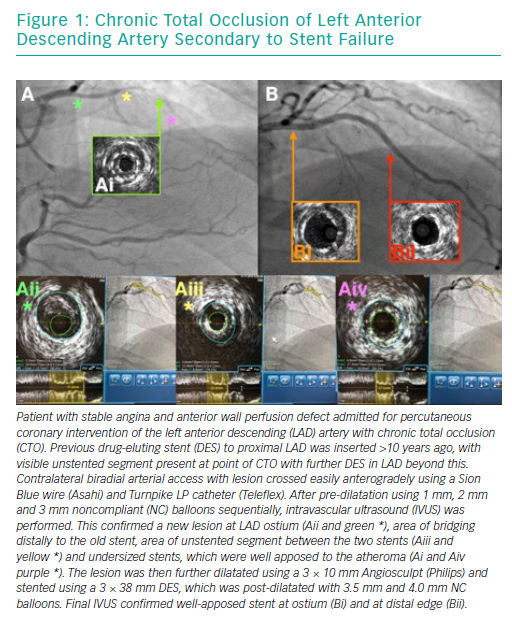 Figure 1: Chronic Total Occlusion of Left Anterior
Descending Artery Secondary to Stent Failure
A
B
Ai
Bi
Bii
Aii
*
Aiii
*
Aiv
*
Patient with stable angina and anterior wall perfusion defect admitted for percutaneous
coronary intervention of the left anterior descending (LAD) artery with chronic total occlusion
(CTO). Previous drug-eluting stent (DES) to proximal LAD was inserted >10 years ago, with
visible unstented segment present at point of CTO with further DES in LAD beyond this.
Contralateral biradial arterial access with lesion crossed easily anterogradely using a Sion
Blue wire (Asahi) and Turnpike LP catheter (Teleflex). After pre-dilatation using 1 mm, 2 mm
and 3 mm noncompliant (NC) balloons sequentially, intravascular ultrasound (IVUS) was
performed. This confirmed a new lesion at LAD ostium (Aii and green *), area of bridging
distally to the old stent, area of unstented segment between the two stents (Aiii and
yellow *) and undersized stents, which were well apposed to the atheroma (Ai and Aiv
purple *). The lesion was then further dilatated using a 3 × 10 mm Angiosculpt (Philips) and
stented using a 3 × 38 mm DES, which was post-dilatated with 3.5 mm and 4.0 mm NC
balloons. Final IVUS confirmed well-apposed stent at ostium (Bi) and at distal edge (Bii).